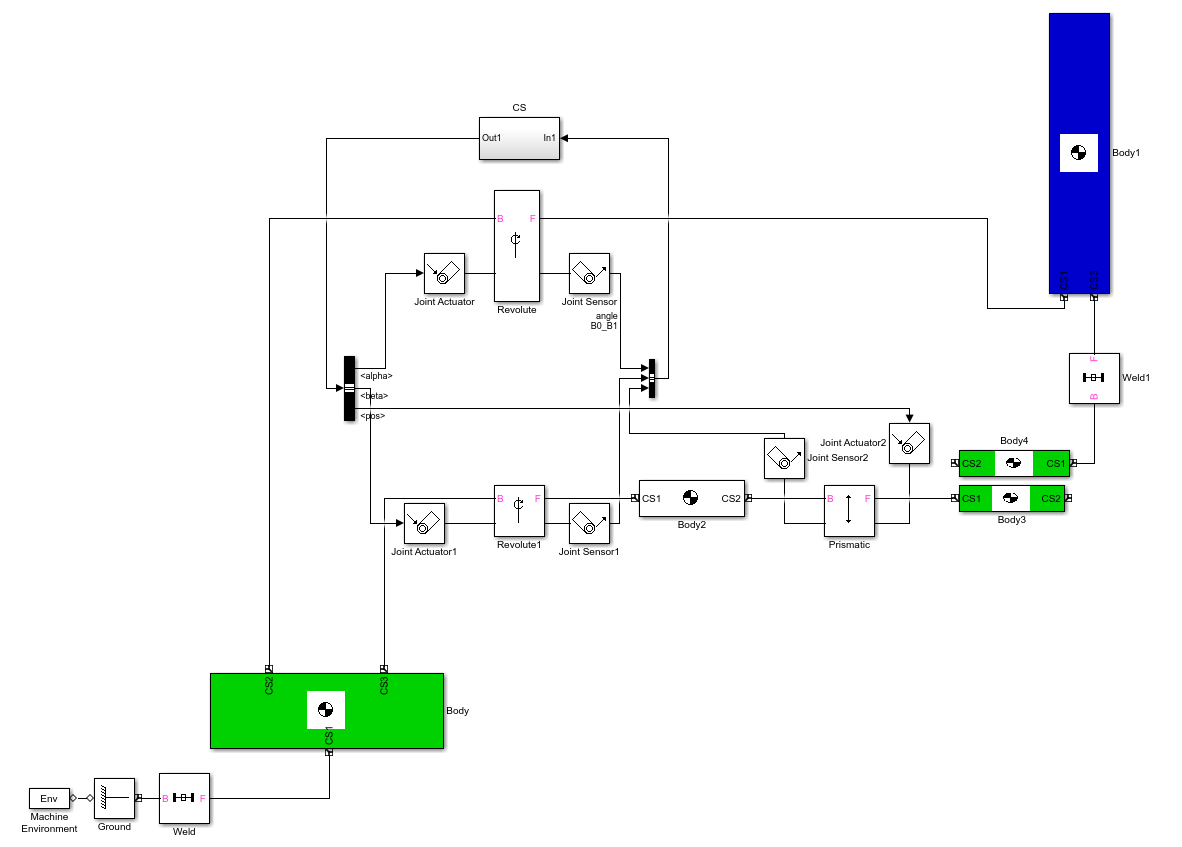 CS
Out1 In1
Body1
B F
CS1 CS2
Joint Actuator
Joint Sensor
Revolute
angle
B0_B1
F
Weld1
B
<alpha>
<beta>
<pos>
Joint Actuator2
Joint Sensor2
Body4
CS2 CS1
B F
CS1 CS2
B F
CS1 CS2
Body2
Body3
Joint Actuator1
Revolute1
Joint Sensor1
Prismatic
CS2 CS3
Body
CS1
Env
B F
Machine
Environment
Ground
Weld